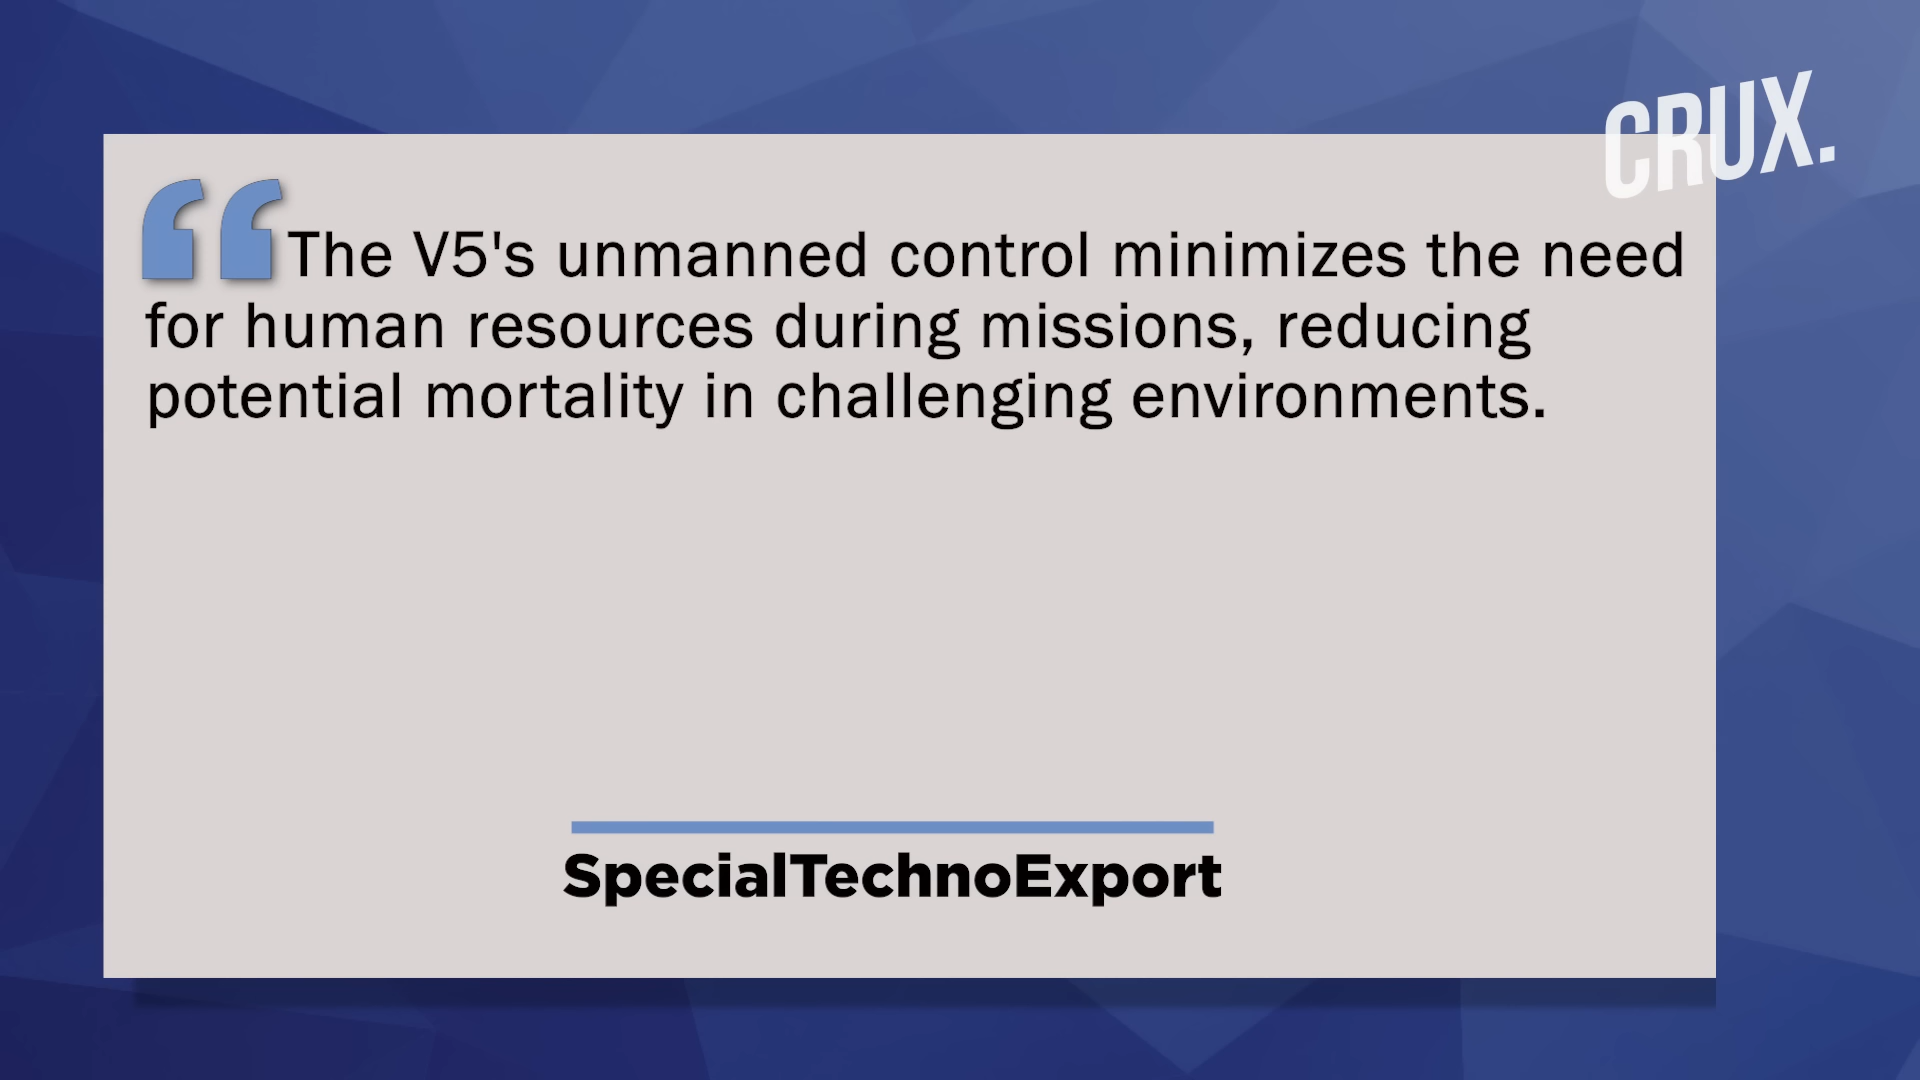 CRUX.
“The V5's unmanned control minimizes the need
for human resources during missions, reducing
potential mortality in challenging environments.
SpecialTechnoExport